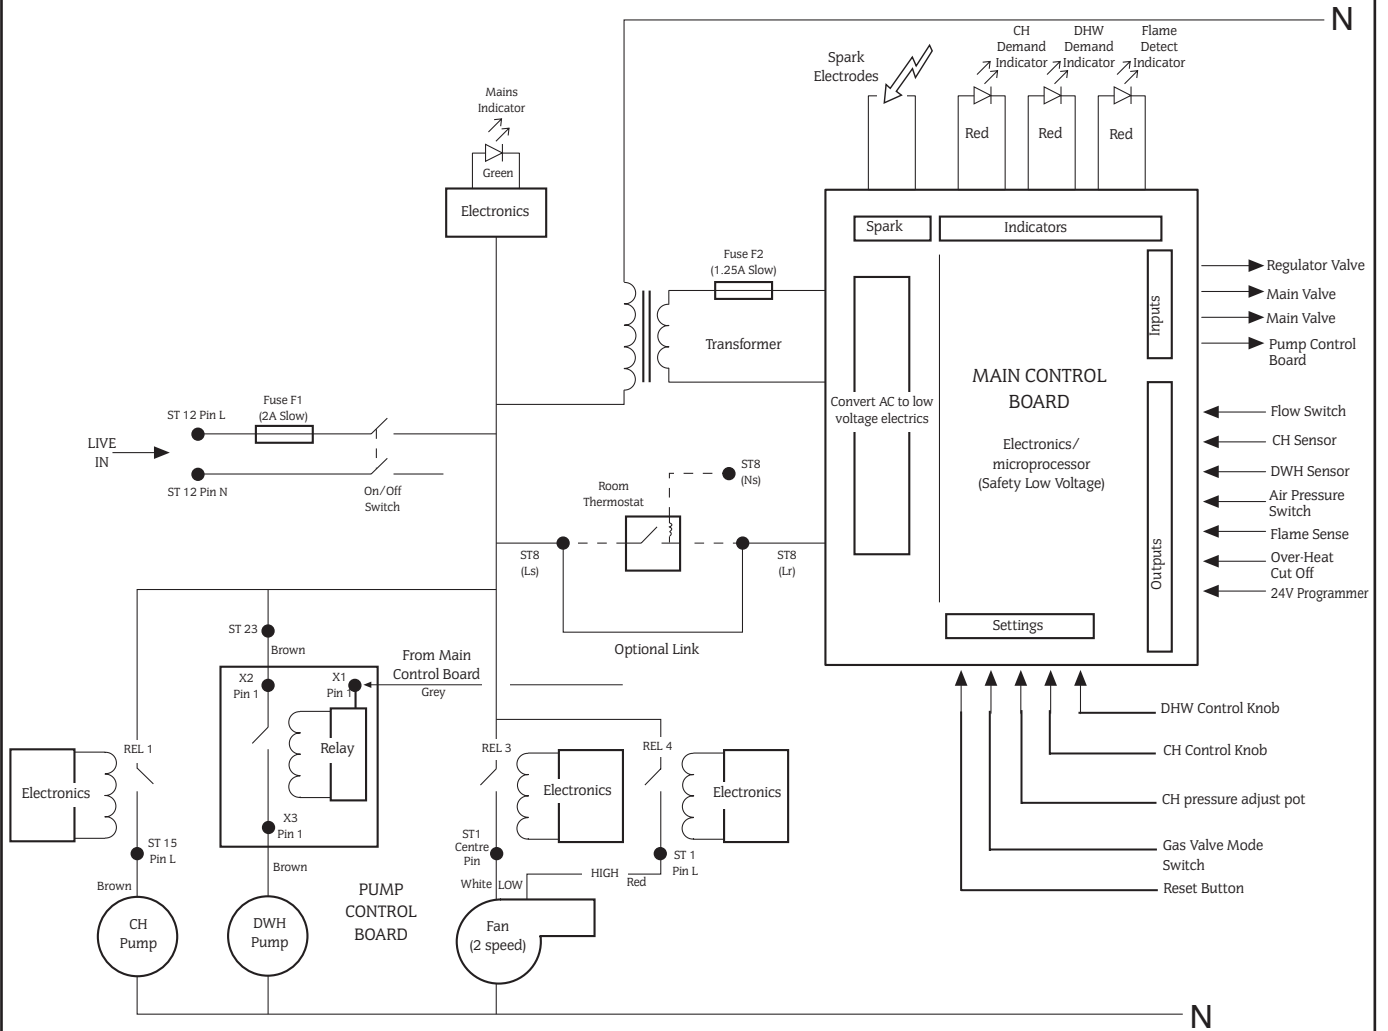 N
CH
Demand
Indicator
DHW
Demand
Indicator
Flame
Detect
Indicator
Spark
Electrodes
Red
Red
Red
Mains
Indicator
Green
Electronics
Spark
Indicators
Fuse F2
(1.25A Slow)
Transformer
Convert AC to low
voltage electrics
MAIN CONTROL
BOARD
Electronics/
microprocessor
(Safety Low Voltage)
Inputs
Outputs
Settings
Regulator Valve
Main Valve
Main Valve
Pump Control
Board
Flow Switch
CH Sensor
DWH Sensor
Air Pressure
Switch
Flame Sense
Over-Heat
Cut Off
24V Programmer
LIVE
IN
ST 12 Pin L
Fuse F1
(2A Slow)
ST 12 Pin N
On/Off
Switch
Room
Thermostat
ST8
(Ns)
ST8
(Ls)
ST8
(Lr)
Optional Link
ST 23
Brown
X2
Pin 1
X1
Pin 1
From Main
Control Board
Grey
REL 1
Relay
Electronics
X3
Pin 1
ST 15
Pin L
Brown
Brown
CH
Pump
DWH
Pump
PUMP
CONTROL
BOARD
REL 3
Electronics
REL 4
Electronics
ST1
Centre
Pin
ST 1
Pin L
White
LOW
HIGH
Red
Fan
(2 speed)
DHW Control Knob
CH Control Knob
CH pressure adjust pot
Gas Valve Mode
Switch
Reset Button
N